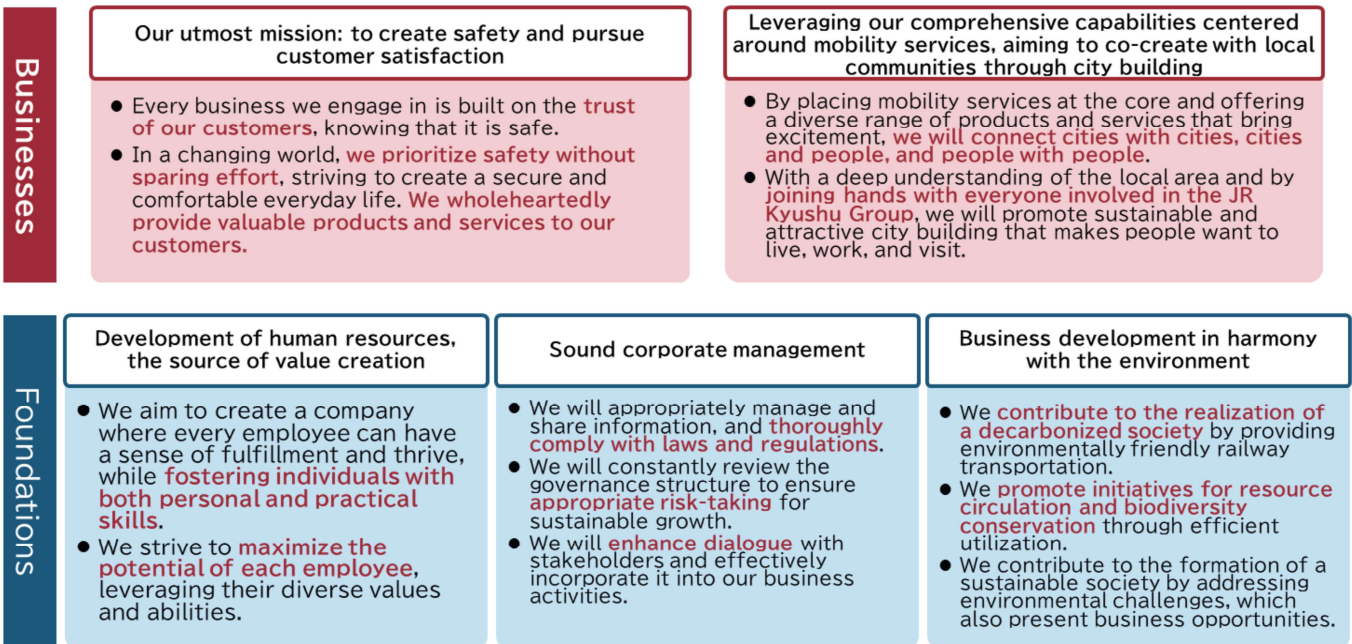 Businesses
Our utmost mission: to create safety and pursue
customer satisfaction
● Every business we engage in is built on the trust
of our customers, knowing that it is safe.
● In a changing world, we prioritize safety without
sparing effort, striving to create a secure and
comfortable everyday life. We wholeheartedly
provide valuable products and services to our
customers.
Leveraging our comprehensive capabilities centered
around mobility services, aiming to co-create with local
communities through city building
● By placing mobility services at the core and offering
a diverse range of products and services that bring
excitement, we will connect cities with cities, cities
and people, and people with people.
● With a deep understanding of the local area and by
joining hands with everyone involved in the JR
Kyushu Group, we will promote sustainable and
attractive city building that makes people want to
live, work, and visit.
Foundations
Development of human resources,
the source of value creation
● We aim to create a company
where every employee can have
a sense of fulfillment and thrive,
while fostering individuals with
both personal and practical
skills.
● We strive to maximize the
potential of each employee,
leveraging their diverse values
and abilities.
Sound corporate management
● We will appropriately manage and
share information, and thoroughly
comply with laws and regulations.
● We will constantly review the
governance structure to ensure
appropriate risk-taking for
sustainable growth.
● We will enhance dialogue with
stakeholders and effectively
incorporate it into our business
activities.
Business development in harmony
with the environment
● We contribute to the realization of
a decarbonized society by providing
environmentally friendly railway
transportation.
● We promote initiatives for resource
circulation and biodiversity
conservation through efficient
utilization.
● We contribute to the formation of a
sustainable society by addressing
environmental challenges, which
also present business opportunities.